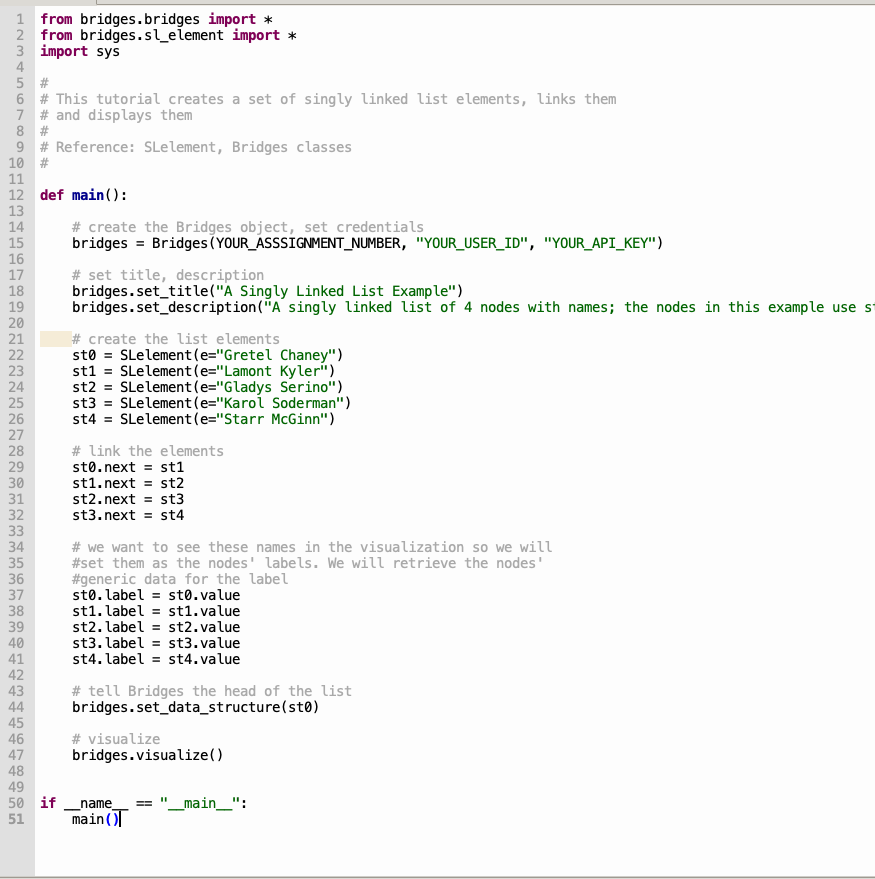 1 from bridges.bridges import *
2 from bridges.sl_element import *
3 import sys
4
5 #
6 # This tutorial creates a set of singly linked list elements, links them
7 # and displays them
8 #
9 # Reference: SLelement, Bridges classes
10 #
11
12 def main():
13
14     # create the Bridges object, set credentials
15     bridges = Bridges(YOUR_ASSSIGNMENT_NUMBER, "YOUR_USER_ID", "YOUR_API_KEY")
16
17     # set title, description
18     bridges.set_title("A Singly Linked List Example")
19     bridges.set_description("A singly linked list of 4 nodes with names; the nodes in this example use
20
21     # create the list elements
22     st0 = SLelement(e="Gretel Chaney")
23     st1 = SLelement(e="Lamont Kyler")
24     st2 = SLelement(e="Gladys Serino")
25     st3 = SLelement(e="Karol Soderman")
26     st4 = SLelement(e="Starr McGinn")
27
28     # link the elements
29     st0.next = st1
30     st1.next = st2
31     st2.next = st3
32     st3.next = st4
33
34     # we want to see these names in the visualization so we will
35     #set them as the nodes' labels. We will retrieve the nodes'
36     #generic data for the label
37     st0.label = st0.value
38     st1.label = st1.value
39     st2.label = st2.value
40     st3.label = st3.value
41     st4.label = st4.value
42
43     # tell Bridges the head of the list
44     bridges.set_data_structure(st0)
45
46     # visualize
47     bridges.visualize()
48
49
50 if __name__ == "__main__":
51     main()